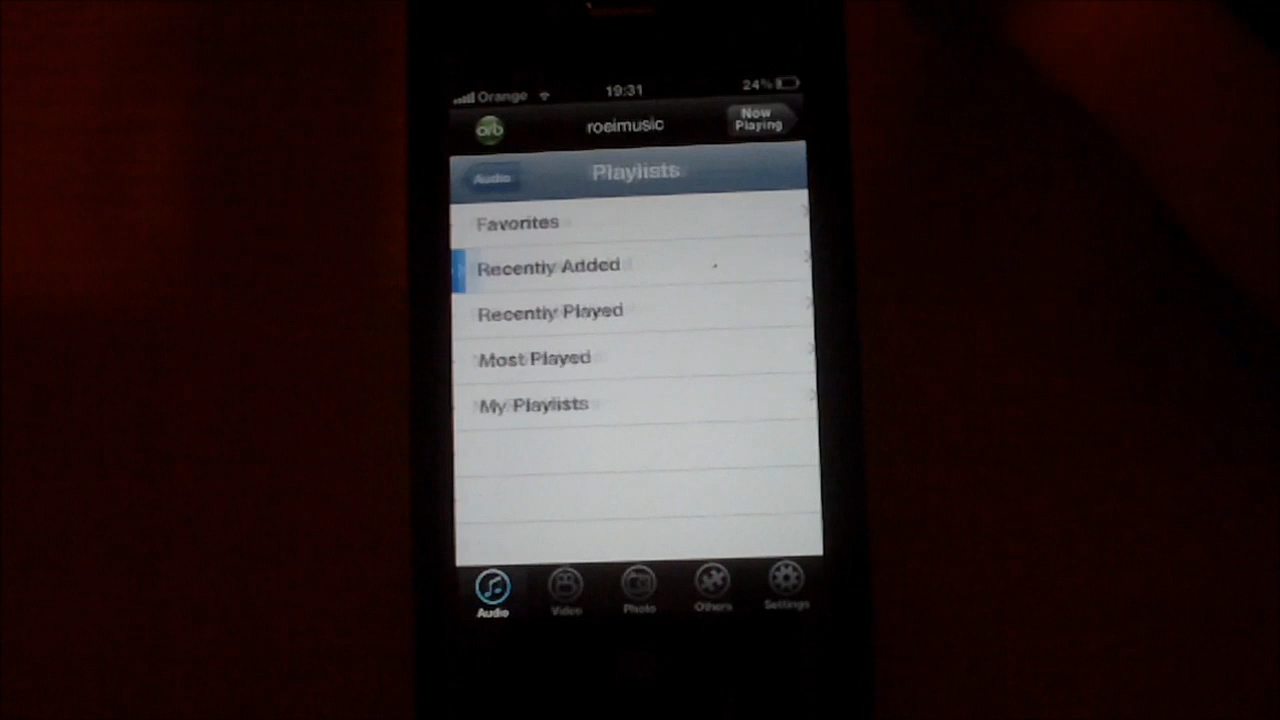 Orange 19:31 24%
orb roeimusic Now Playing
Audio Playlists
Favorites
Recently Added
Recently Played
Most Played
My Playlists
Audio Video Photo Others Settings